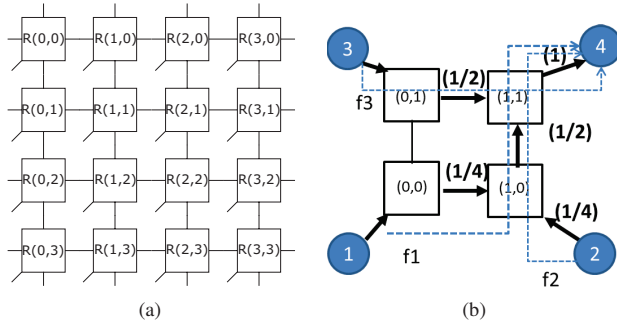 R(0,0) R(1,0) R(2,0) R(3,0)
R(0,1) R(1,1) R(2,1) R(3,1)
R(0,2) R(1,2) R(2,2) R(3,2)
R(0,3) R(1,3) R(2,3) R(3,3)
(a)
3 (1/2) (1) 4
f3 (0,1) (1,1)
(1/2)
(1/4)
(0,0) (1,0)
(1/4)
1 f1 f2 2
(b)